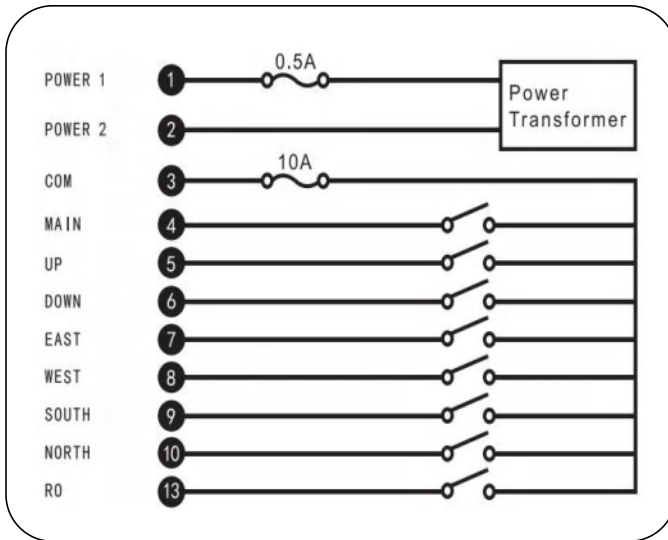 POWER 1 1 0.5A
Power
Transformer
POWER 2 2
COM 3 10A
MAIN 4
UP 5
DOWN 6
EAST 7
WEST 8
SOUTH 9
NORTH 10
RO 13